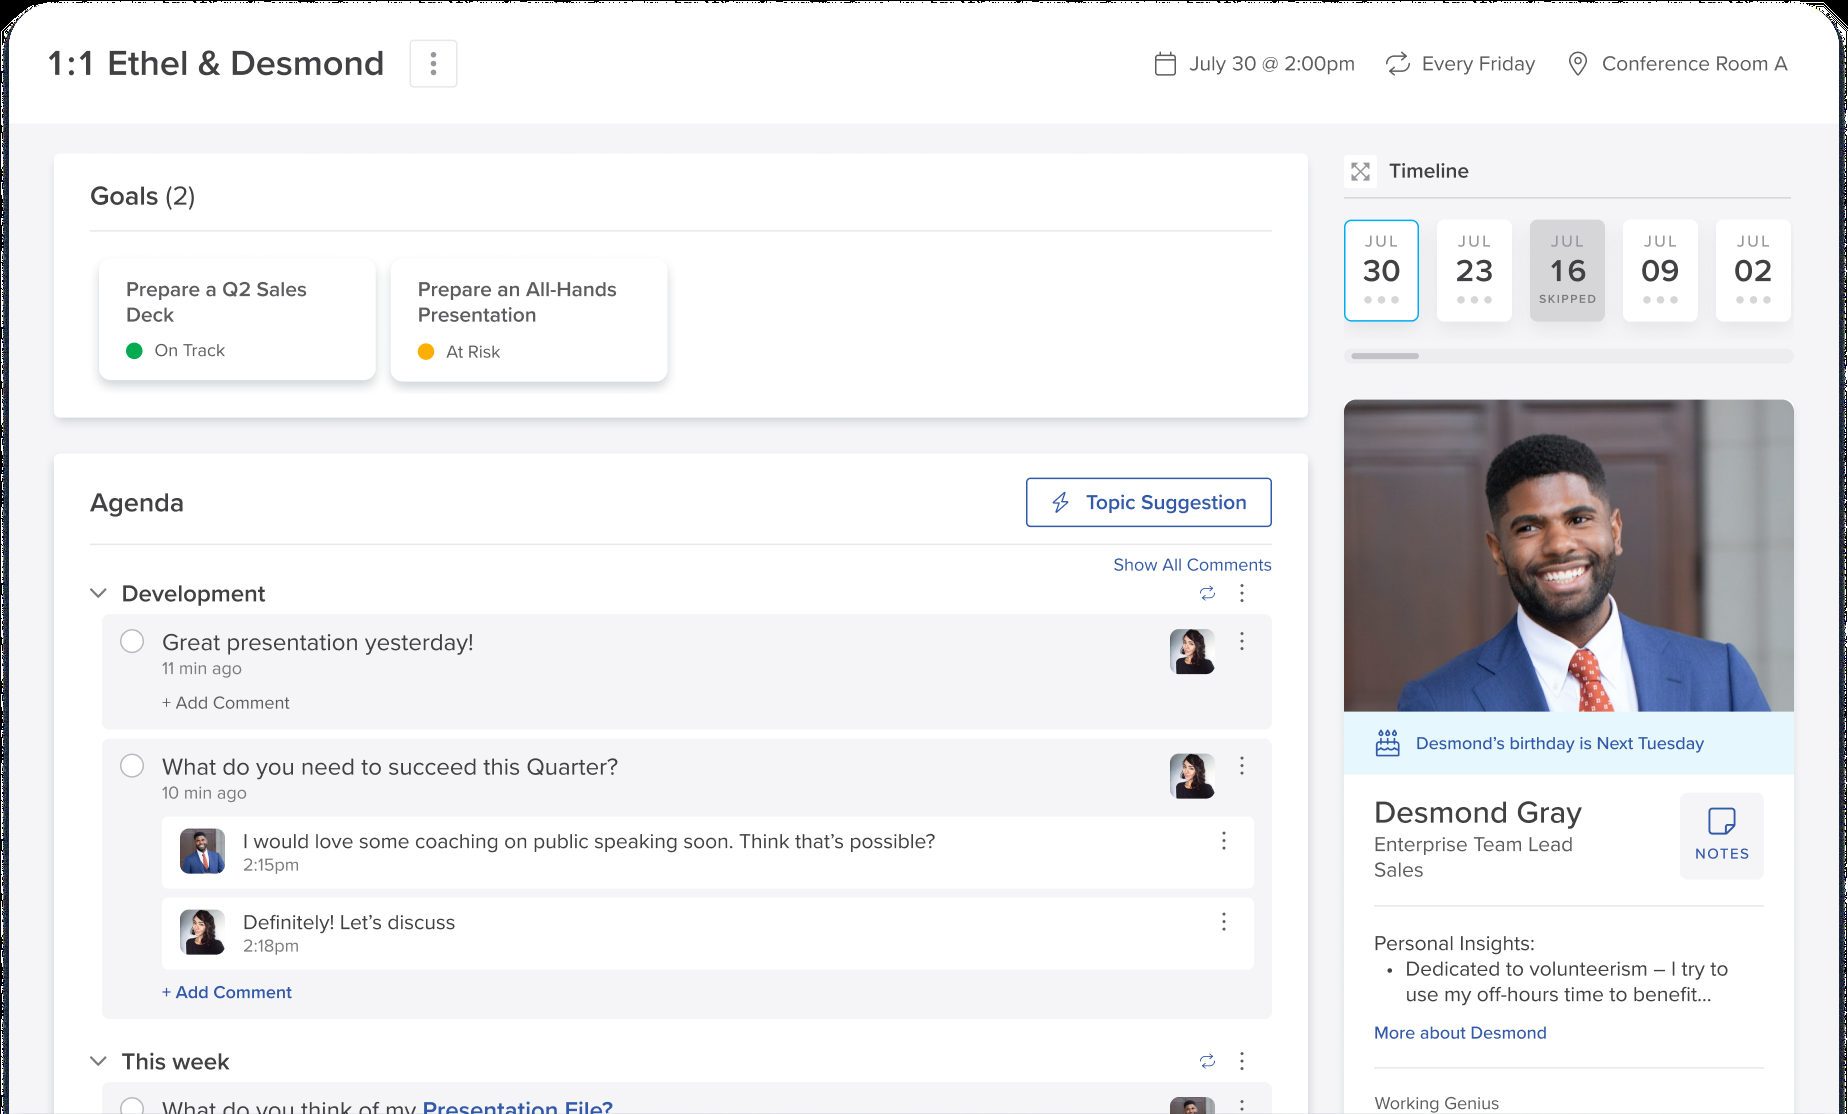 1:1 Ethel & Desmond
July 30 @ 2:00pm
Every Friday
Conference Room A
Goals (2)
Prepare a Q2 Sales
Deck
On Track
Prepare an All-Hands
Presentation
At Risk
Agenda
Topic Suggestion
Show All Comments
Development
Great presentation yesterday!
11 min ago
+ Add Comment
What do you need to succeed this Quarter?
10 min ago
I would love some coaching on public speaking soon. Think that’s possible?
2:15pm
Definitely! Let’s discuss
2:18pm
+ Add Comment
This week
What do you think of my Presentation File?
Timeline
JUL
30
JUL
23
JUL
16
SKIPPED
JUL
09
JUL
02
Desmond’s birthday is Next Tuesday
Desmond Gray
Enterprise Team Lead
Sales
NOTES
Personal Insights:
• Dedicated to volunteerism – I try to
use my off-hours time to benefit...
More about Desmond
Working Genius